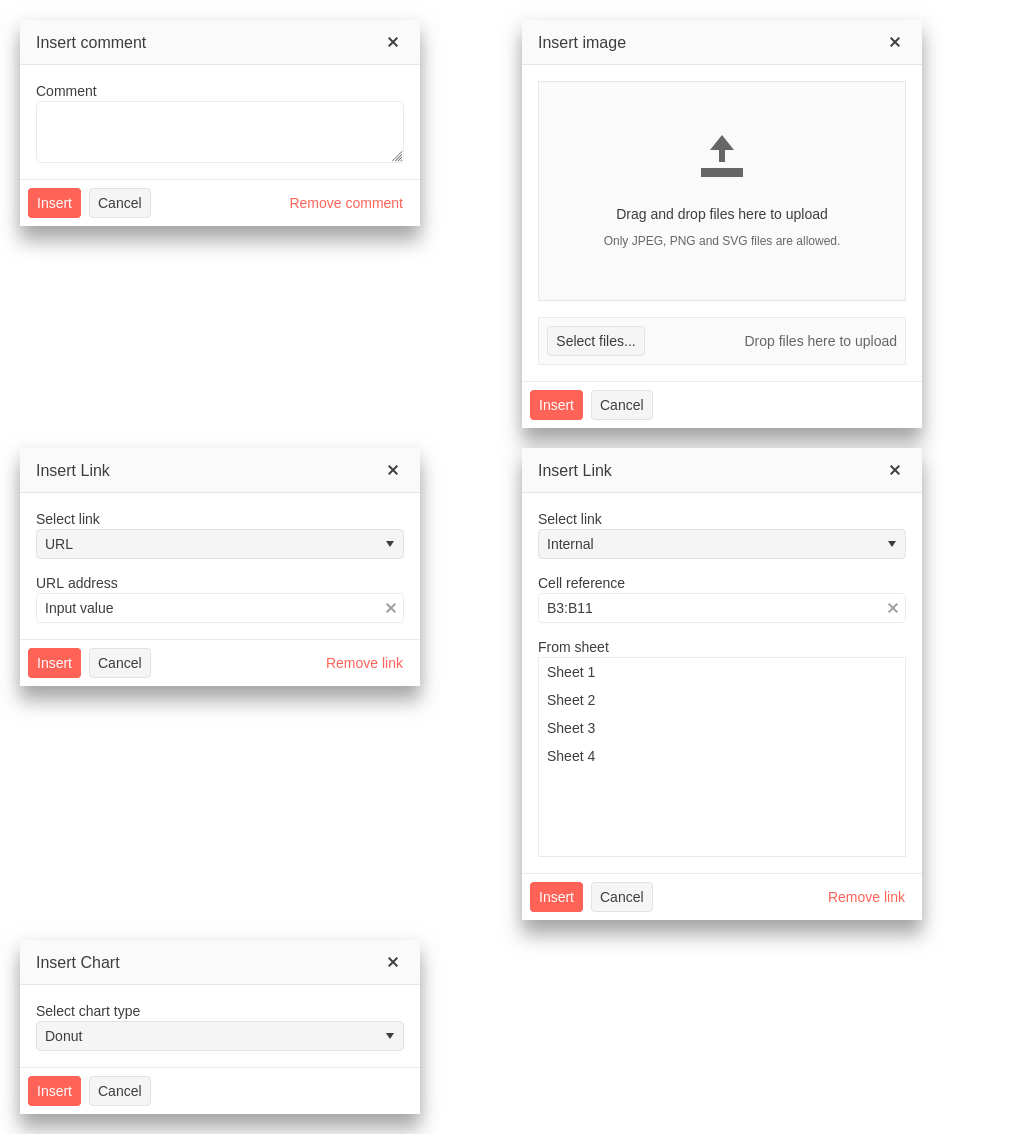 Insert comment
Comment
Insert
Cancel
Remove comment
Insert image
Drag and drop files here to upload
Only JPEG, PNG and SVG files are allowed.
Select files...
Drop files here to upload
Insert
Cancel
Insert Link
Select link
URL
URL address
Input value
Insert
Cancel
Remove link
Insert Link
Select link
Internal
Cell reference
B3:B11
From sheet
Sheet 1
Sheet 2
Sheet 3
Sheet 4
Insert
Cancel
Remove link
Insert Chart
Select chart type
Donut
Insert
Cancel